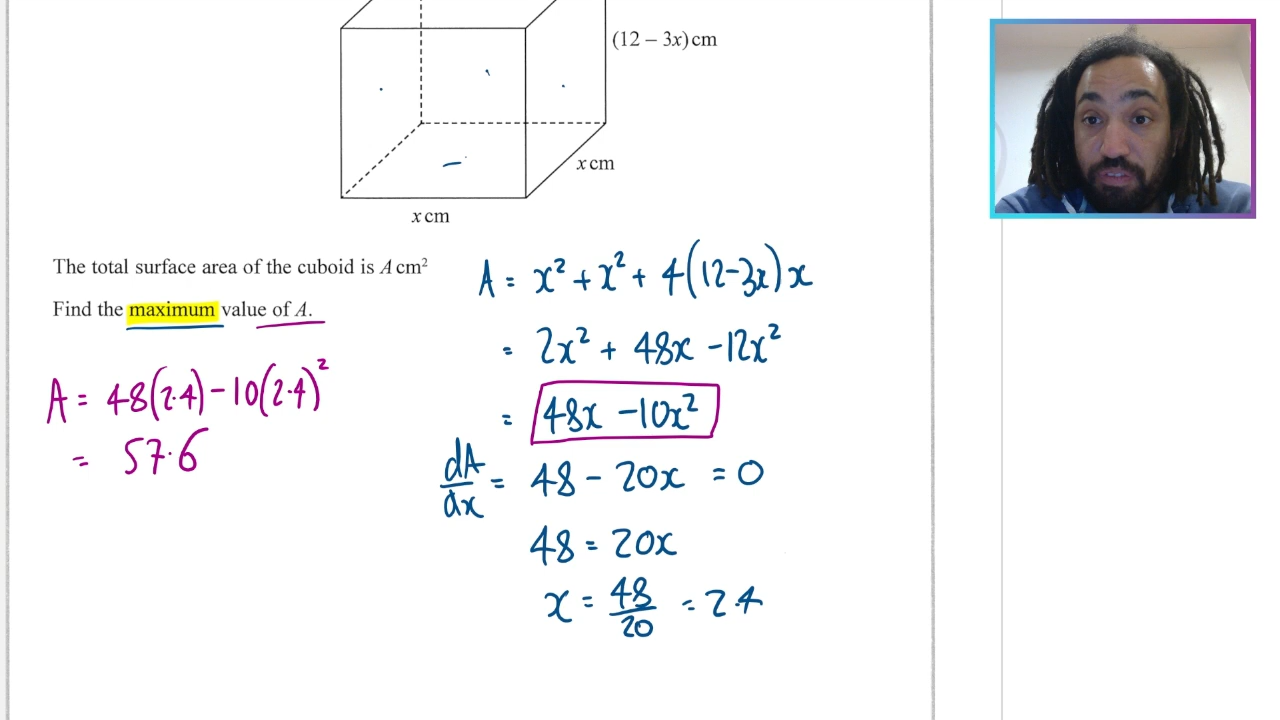 (12 – 3x) cm
x cm
x cm
The total surface area of the cuboid is A cm²
Find the maximum value of A.
A = x² + x² + 4(12-3x)x
= 2x² + 48x - 12x²
= 48x - 10x²
dA/dx = 48 - 20x = 0
48 = 20x
x = 48/20 = 2.4
A = 48(2.4) - 10(2.4)²
= 57.6